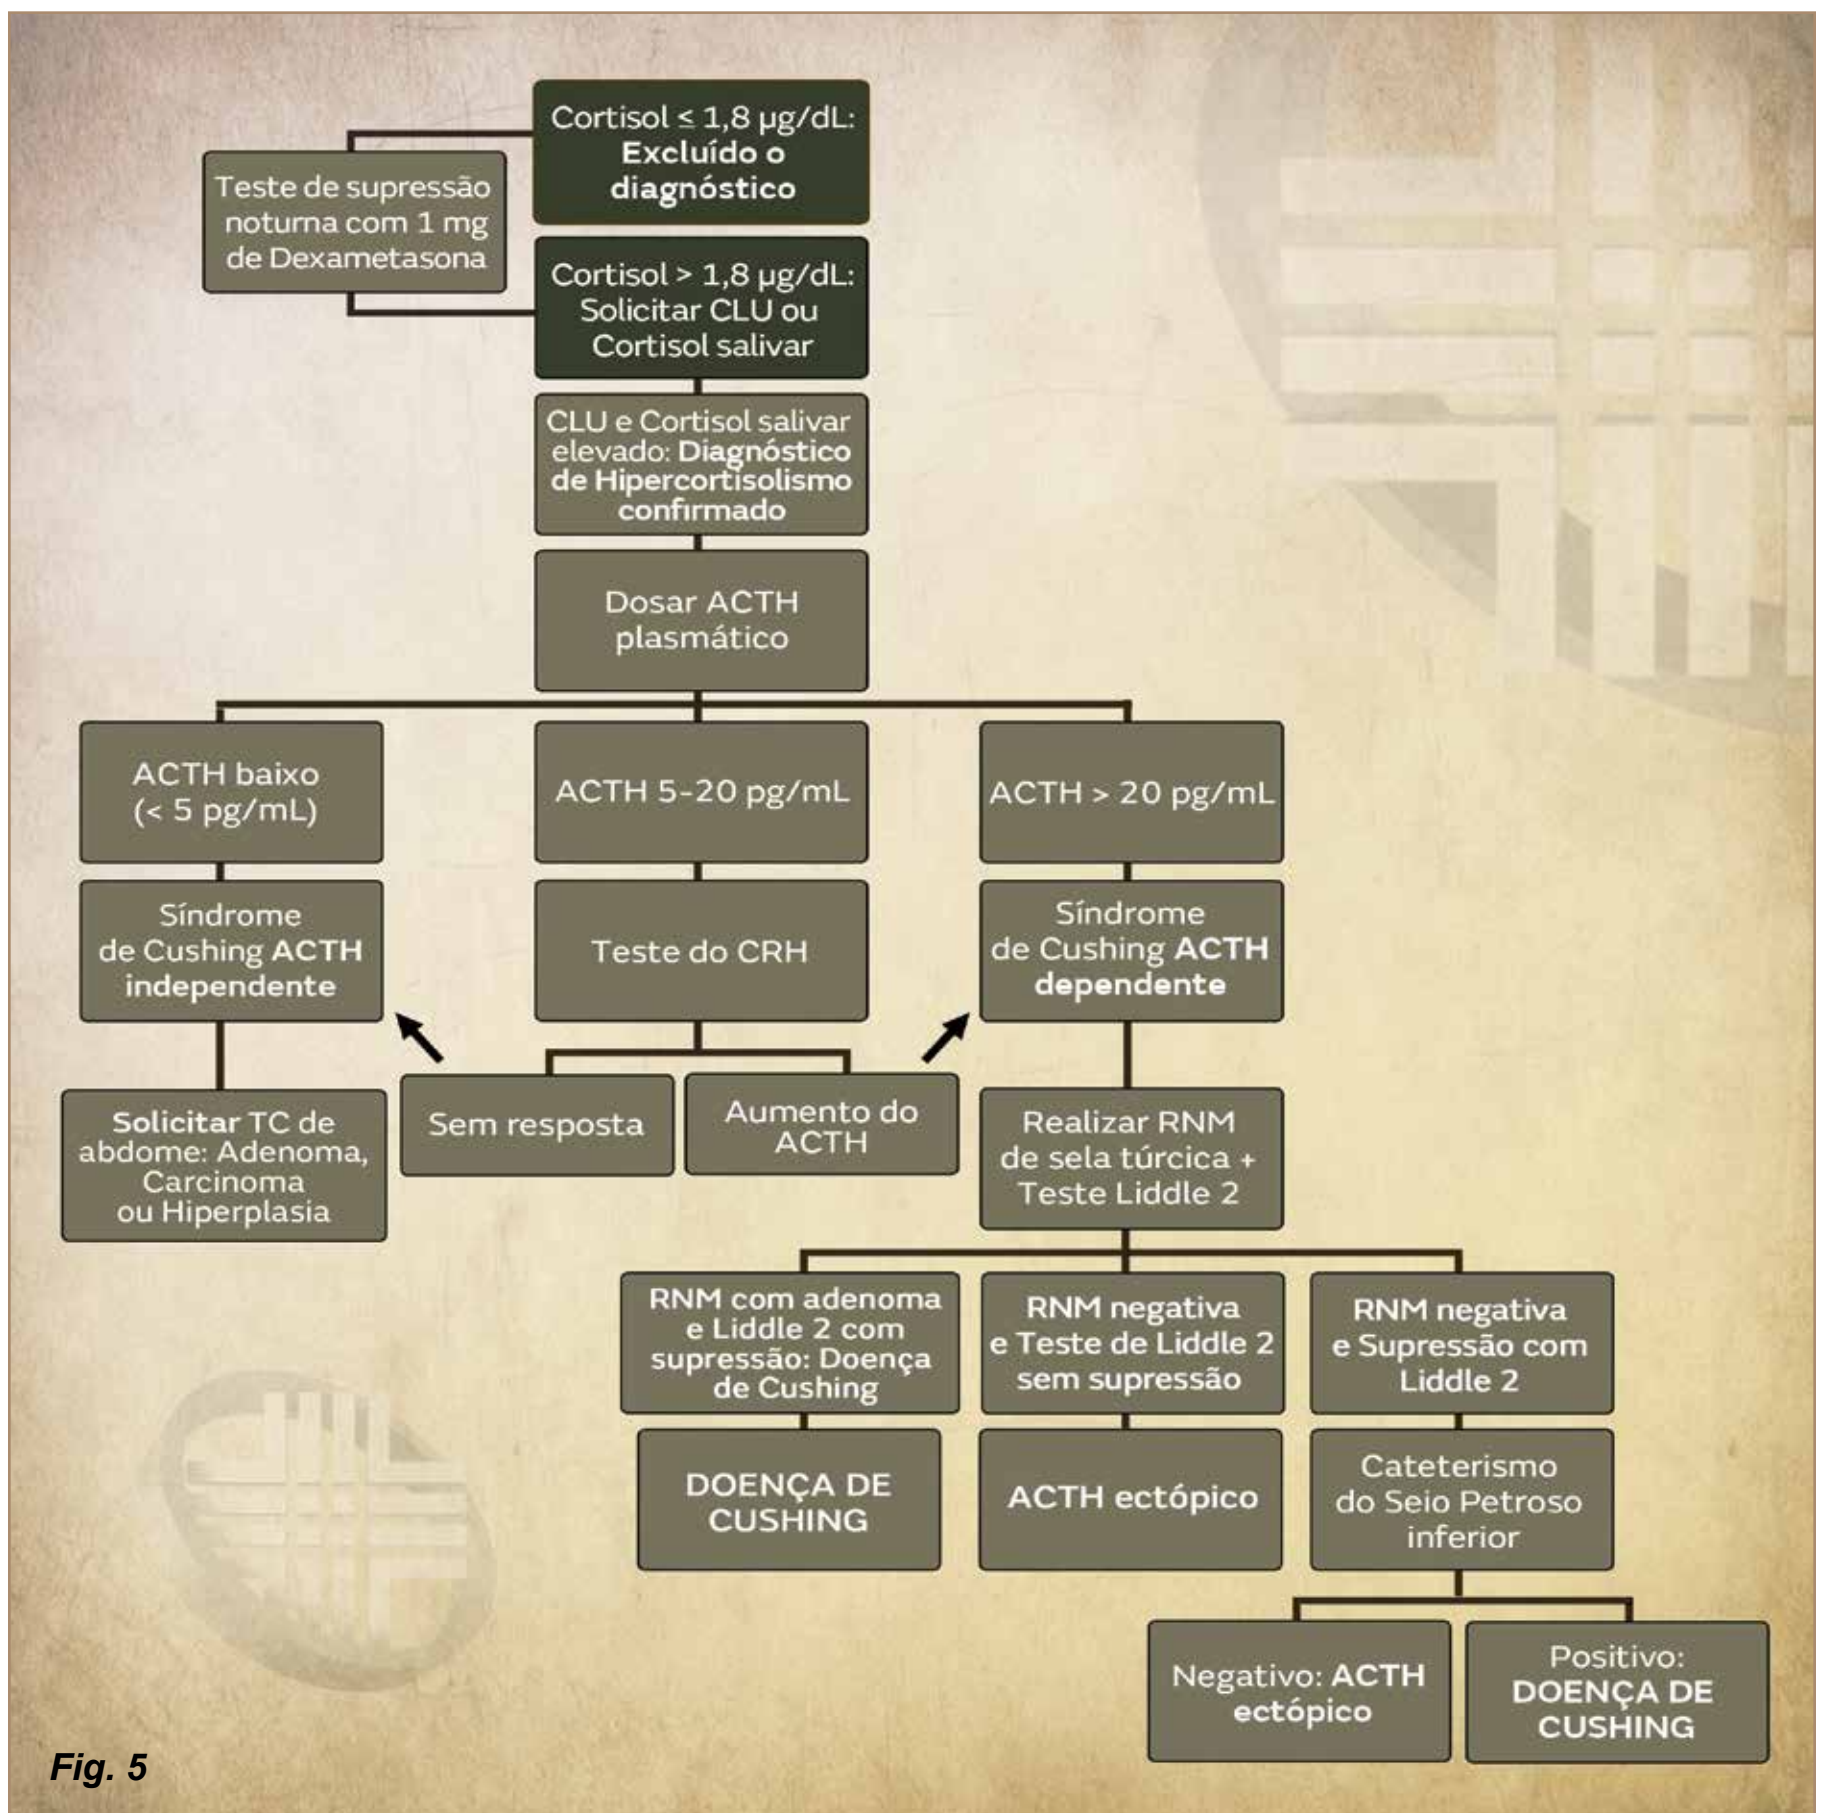 Teste de supressão
noturna com 1 mg
de Dexametasona
Cortisol ≤ 1,8 µg/dL:
Excluído o
diagnóstico
Cortisol > 1,8 µg/dL:
Solicitar CLU ou
Cortisol salivar
CLU e Cortisol salivar
elevado: Diagnóstico
de Hipercortisolismo
confirmado
Dosar ACTH
plasmático
ACTH baixo
(< 5 pg/mL)
ACTH 5-20 pg/mL
ACTH > 20 pg/mL
Síndrome
de Cushing ACTH
independente
Teste do CRH
Síndrome
de Cushing ACTH
dependente
Solicitar TC de
abdome: Adenoma,
Carcinoma
ou Hiperplasia
Sem resposta
Aumento do
ACTH
Realizar RNM
de sela túrcica +
Teste Liddle 2
RNM com adenoma
e Liddle 2 com
supressão: Doença
de Cushing
RNM negativa
e Teste de Liddle 2
sem supressão
RNM negativa
e Supressão com
Liddle 2
DOENÇA DE
CUSHING
ACTH ectópico
Cateterismo
do Seio Petroso
inferior
Negativo: ACTH
ectópico
Positivo:
DOENÇA DE
CUSHING
Fig. 5